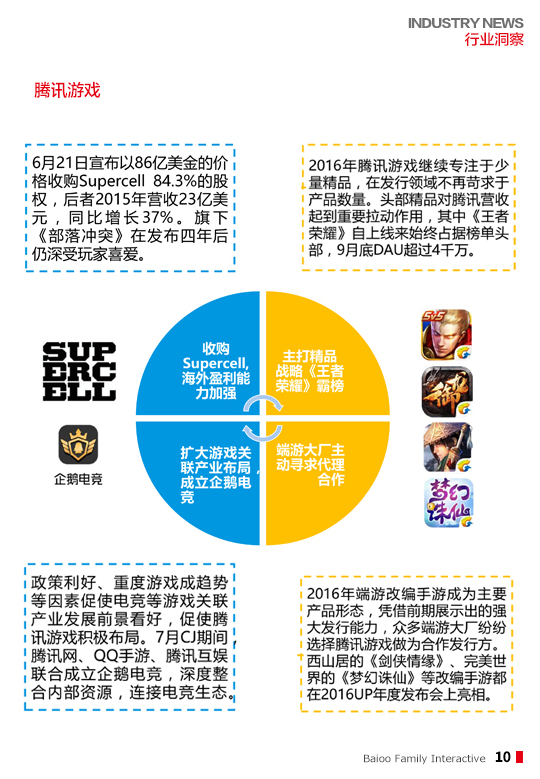 INDUSTRY NEWS
行业洞察
腾讯游戏
6月21日宣布以86亿美金的价
格收购Supercell 84.3%的股
权，后者2015年营收23亿美
元，同比增长37%。旗下
《部落冲突》在发布四年后
仍深受玩家喜爱。
2016年腾讯游戏继续专注于少
量精品，在发行领域不再苛求于
产品数量。头部精品对腾讯营收
起到重要拉动作用，其中《王者
荣耀》自上线来始终占据榜单头
部，9月底DAU超过4千万。
收购
Supercell,
海外盈利能
力加强
主打精品
战略《王者
荣耀》霸榜
扩大游戏关
联产业布局，
成立企鹅电
竞
端游大厂主
动寻求代理
合作
SUP
ERC
ELL
企鹅电竞
5v5
御
梦幻
诛仙
政策利好、重度游戏成趋势
等因素促使电竞等游戏关联
产业发展前景看好，促使腾
讯游戏积极布局。7月CJ期间，
腾讯网、QQ手游、腾讯互娱
联合成立企鹅电竞，深度整
合内部资源，连接电竞生态。
2016年端游改编手游成为主要
产品形态，凭借前期展示出的强
大发行能力，众多端游大厂纷纷
选择腾讯游戏做为合作发行方。
西山居的《剑侠情缘》、完美世
界的《梦幻诛仙》等改编手游都
在2016UP年度发布会上亮相。
Baioo Family Interactive 10